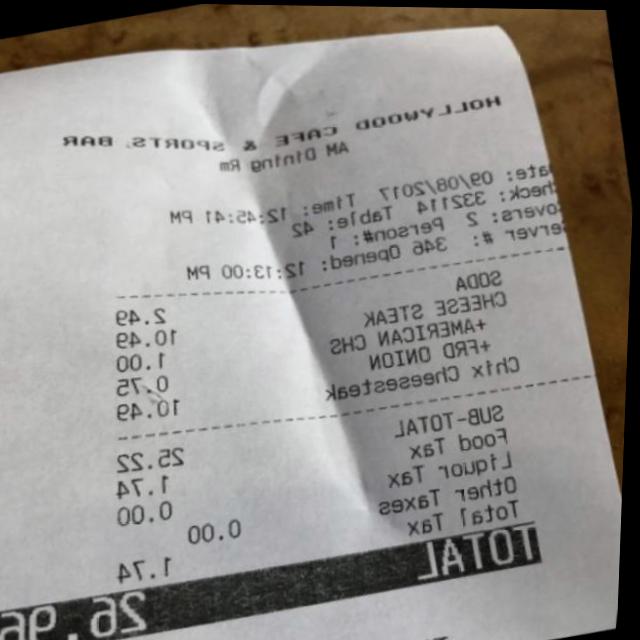 HOLLYWOOD CAFE & SPORTS. BAR
AM Dining Rm
ate: 09/08/2017 Time: 12:45:41 PM
heck: 332114 Table: 42
overs: 2 Person#: 1
erver #: 346 Opened: 12:13:00 PM
SODA 2.49
CHEESE STEAK 10.49
+AMERICAN CHS 1.00
+FRD ONION 0.75
Chix Cheesesteak 10.49
SUB-TOTAL 25.22
Food Tax 1.74
Liquor Tax 0.00
Other Taxes 0.00
Total Tax 1.74
TOTAL 26.96